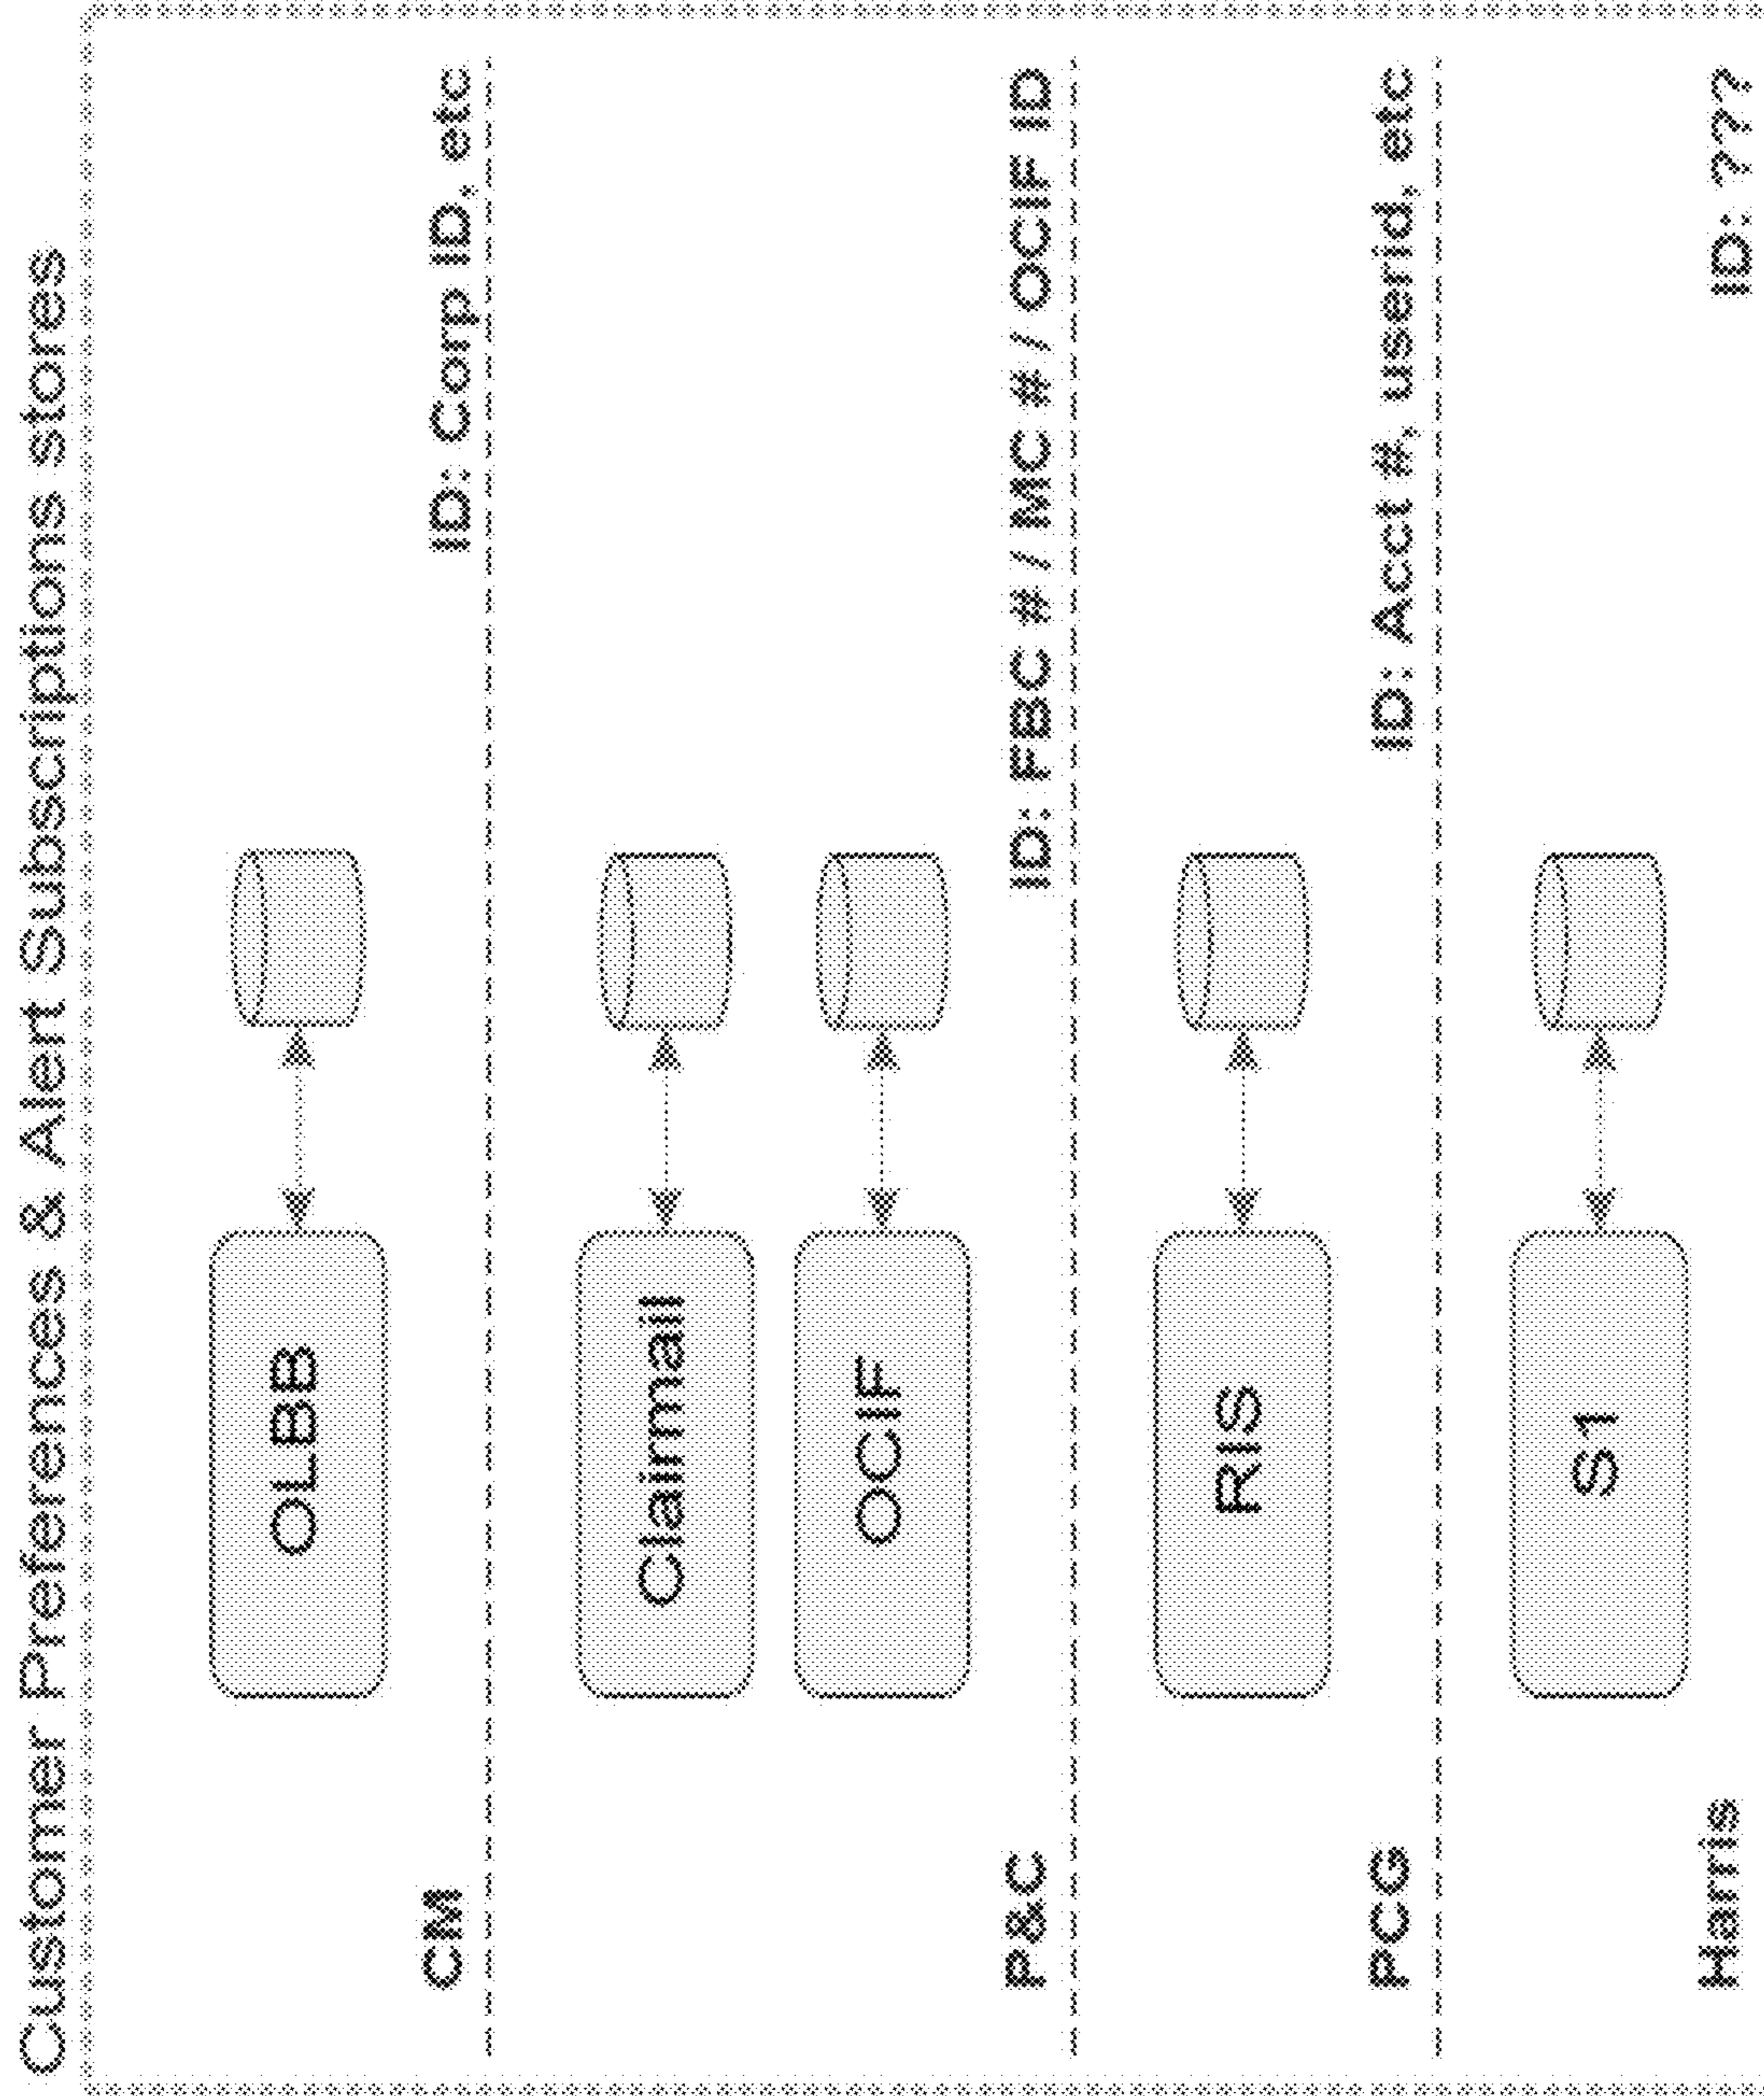 Customer Preferences & Alert Subscriptions stores
OLBB
CM
ID: Corp ID, etc
Clairmail
OCIF
P&C
ID: FBC # / MC # / OCIF ID
RIS
PCG
ID: Acct #, userid, etc
S1
Harris
ID: ???